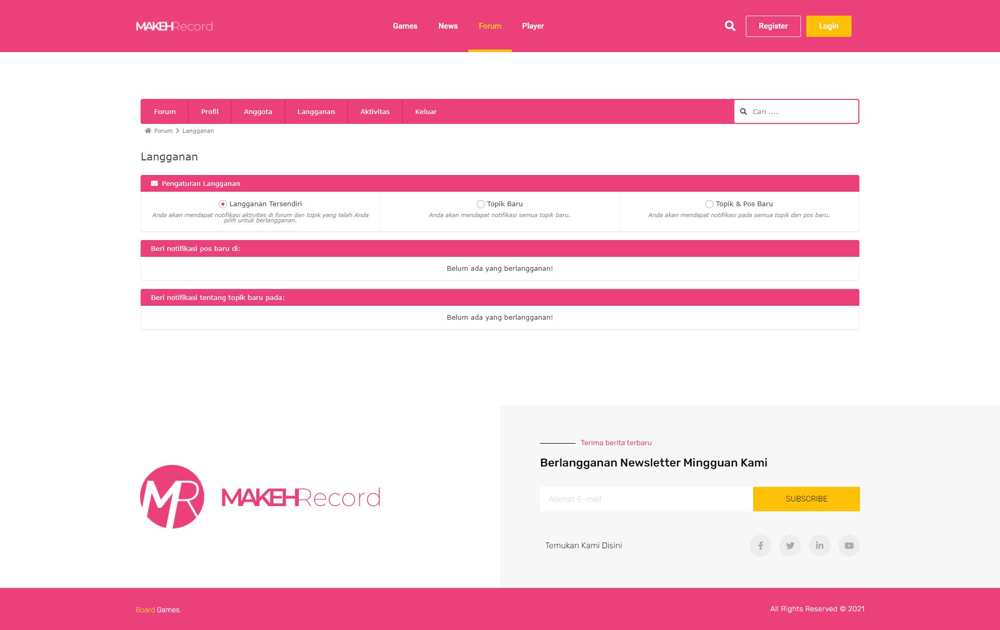 MAKEHRecord
Games
News
Forum
Player
Register
Login
Forum
Profil
Anggota
Langganan
Aktivitas
Keluar
Cari ....
Forum
Langganan
Langganan
Pengaturan Langganan
Langganan Tersendiri
Anda akan mendapat notifikasi aktivitas di forum dan topik yang telah Anda
pilih untuk berlangganan.
Topik Baru
Anda akan mendapat notifikasi semua topik baru.
Topik & Pos Baru
Anda akan mendapat notifikasi pada semua topik dan pos baru.
Beri notifikasi pos baru di:
Belum ada yang berlangganan!
Beri notifikasi tentang topik baru pada:
Belum ada yang berlangganan!
MR
MAKEHRecord
Terima berita terbaru
Berlangganan Newsletter Mingguan Kami
Alamat E-mail
SUBSCRIBE
Temukan Kami Disini
Board Games.
All Rights Reserved © 2021